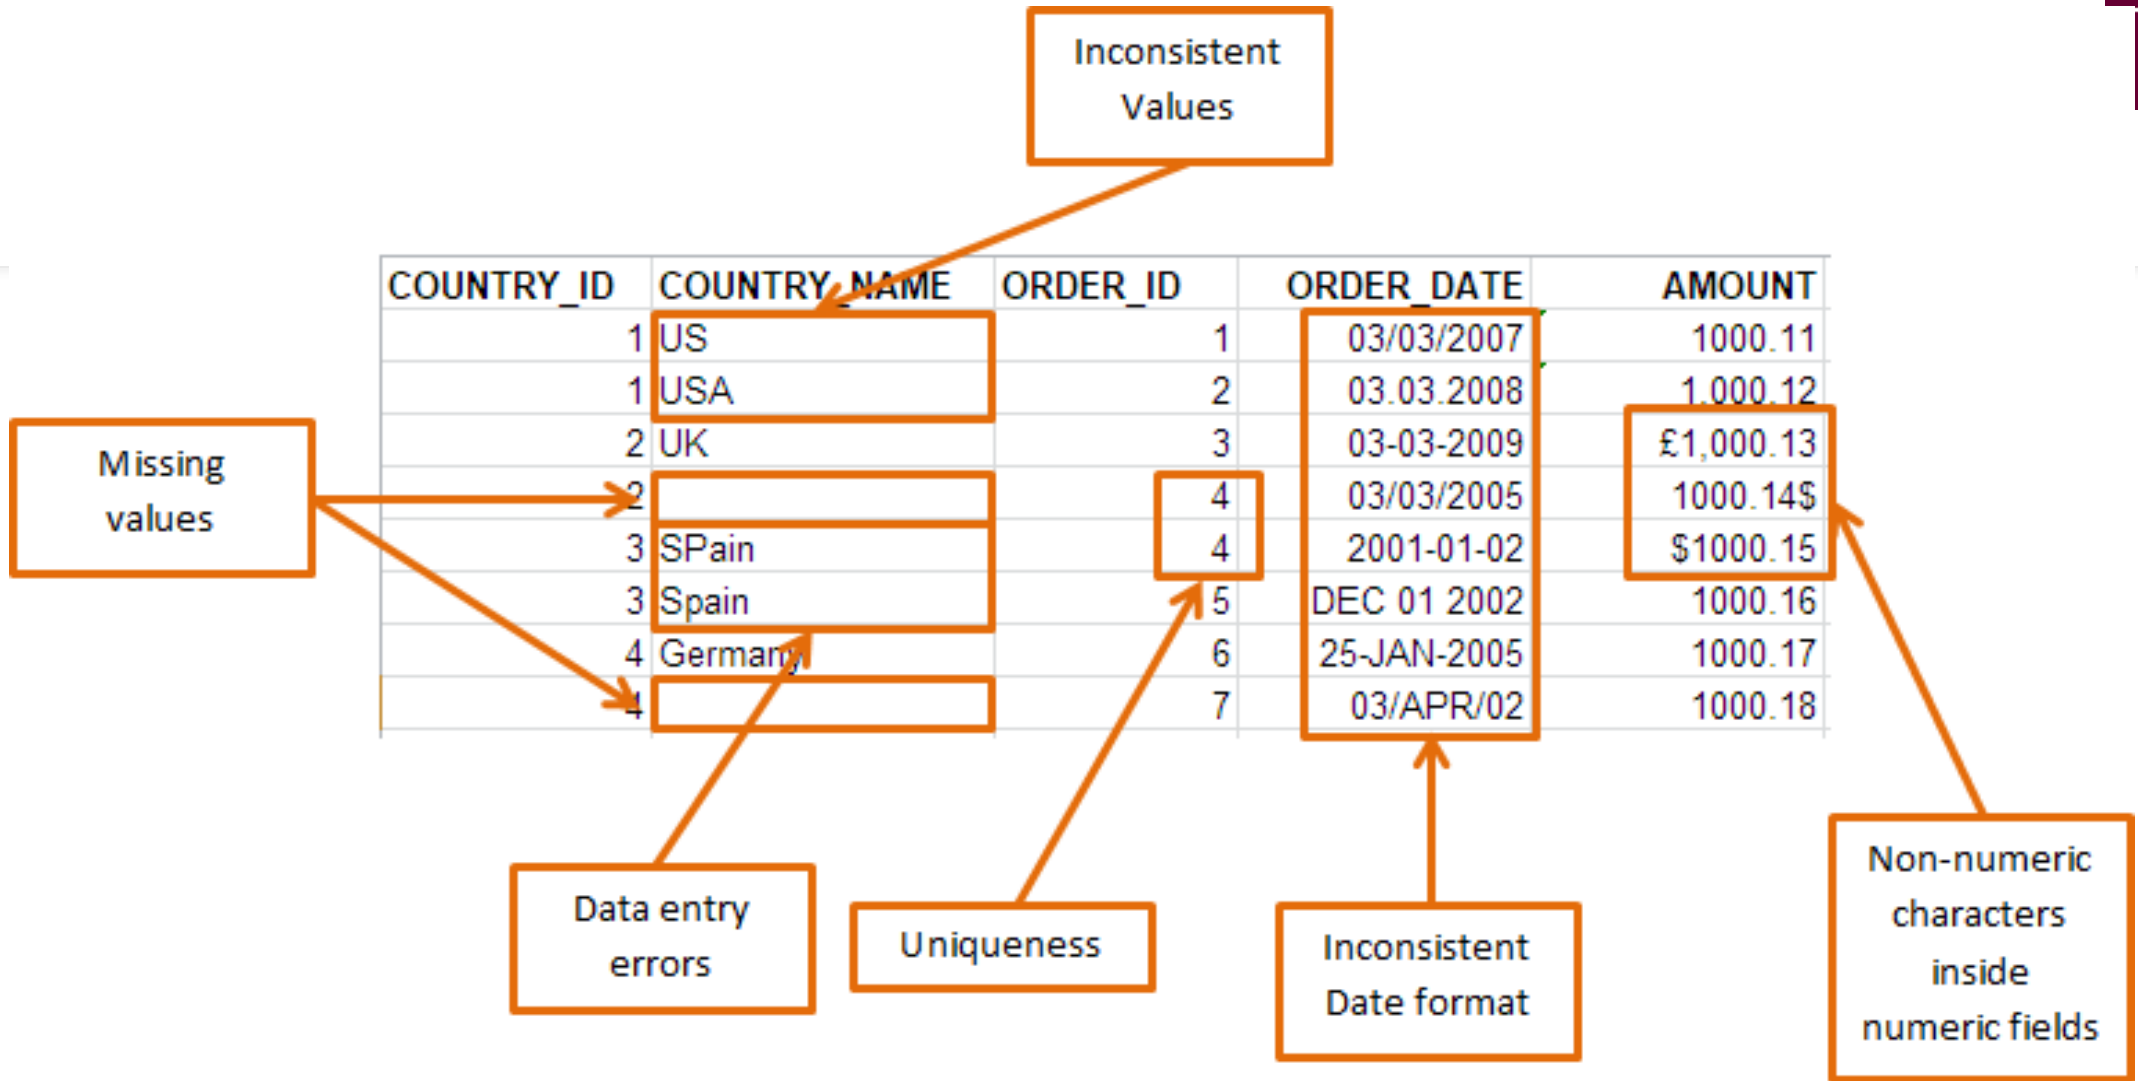 Inconsistent
Values
COUNTRY_ID COUNTRY_NAME ORDER_ID ORDER_DATE AMOUNT
1 US 1 03/03/2007 1000.11
1 USA 2 03.03.2008 1.000.12
2 UK 3 03-03-2009 £1,000.13
2 4 03/03/2005 1000.14$
3 SPain 4 2001-01-02 $1000.15
3 Spain 5 DEC 01 2002 1000.16
4 Germany 6 25-JAN-2005 1000.17
4 7 03/APR/02 1000.18
Missing
values
Data entry
errors
Uniqueness
Inconsistent
Date format
Non-numeric
characters
inside
numeric fields